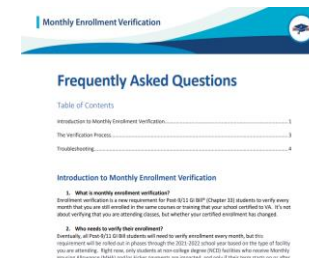 Monthly Enrollment Verification
Frequently Asked Questions
Table of Contents
Introduction to Monthly Enrollment Verification 1
The Verification Process 3
Troubleshooting 4
Introduction to Monthly Enrollment Verification
1. What is monthly enrollment verification?
Enrollment verification is a new requirement for Post-9/11 GI Bill® (Chapter 33) students to verify every
month that you are still enrolled in the same courses or training that your school certified to VA. It's not
about verifying that you are attending classes, but whether your certified enrollment has changed.
2. Who needs to verify their enrollment?
Eventually, all Post-9/11 GI Bill students will need to verify enrollment every month, but this
requirement will be rolled out in phases through the 2021-2022 school year based on the type of facility
you are attending. Right now, only students at non-college degree (NCD) facilities who receive Monthly